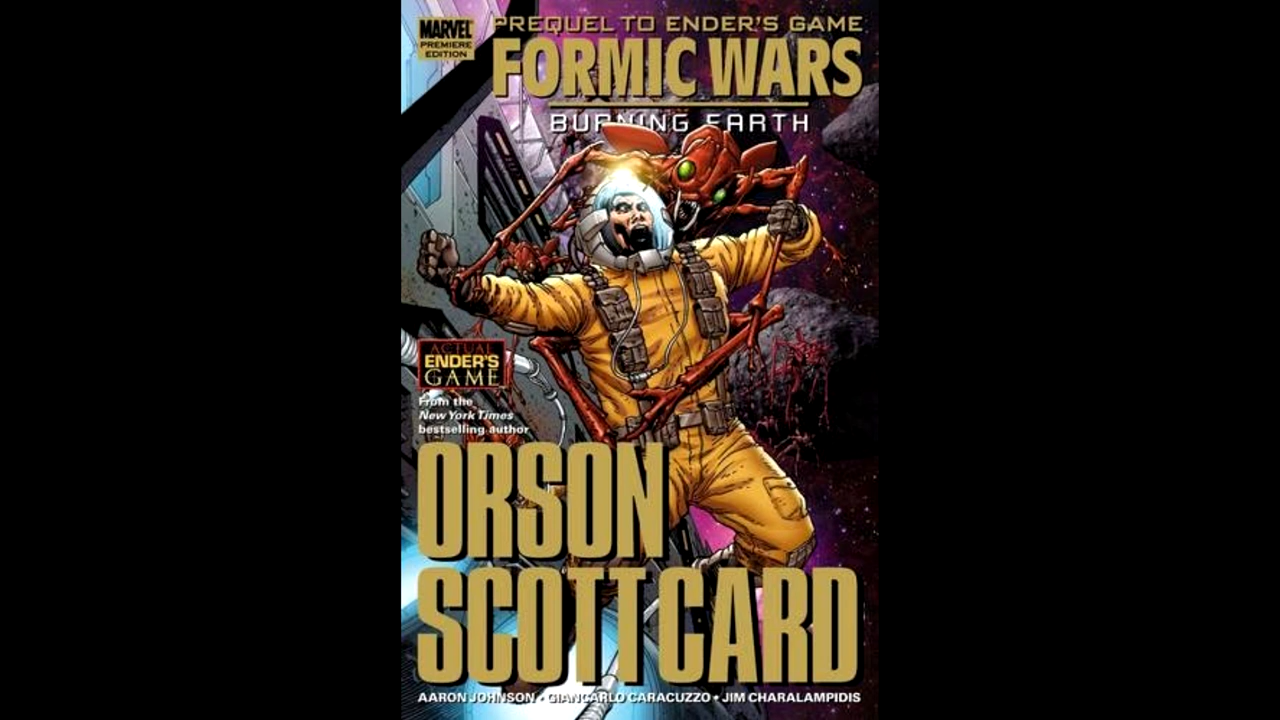 MARVEL
PREMIERE
EDITION
PREQUEL TO ENDER'S GAME
FORMIC WARS
BURNING EARTH
ACTUAL
ENDER'S
GAME
From the
New York Times
bestselling author
ORSON
SCOTT CARD
AARON JOHNSON • GIANCARLO CARACUZZO • JIM CHARALAMPIDIS